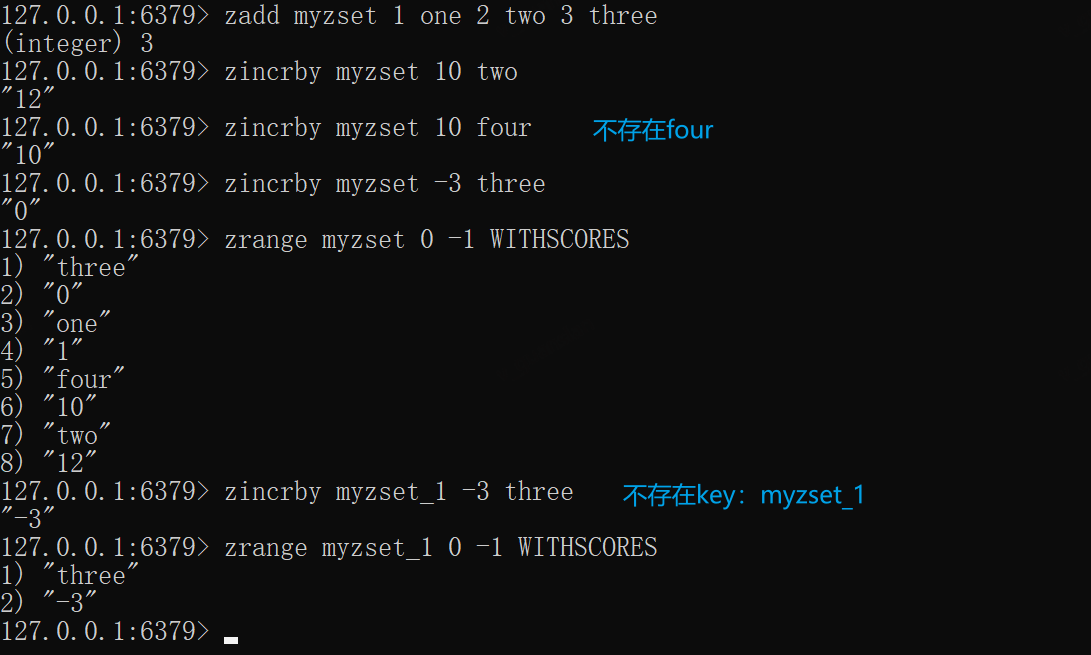 127.0.0.1:6379> zadd myzset 1 one 2 two 3 three
(integer) 3
127.0.0.1:6379> zincrby myzset 10 two
"12"
127.0.0.1:6379> zincrby myzset 10 four 不存在four
"10"
127.0.0.1:6379> zincrby myzset -3 three
"0"
127.0.0.1:6379> zrange myzset 0 -1 WITHSCORES
1) "three"
2) "0"
3) "one"
4) "1"
5) "four"
6) "10"
7) "two"
8) "12"
127.0.0.1:6379> zincrby myzset_1 -3 three 不存在key：myzset_1
"-3"
127.0.0.1:6379> zrange myzset_1 0 -1 WITHSCORES
1) "three"
2) "-3"
127.0.0.1:6379>